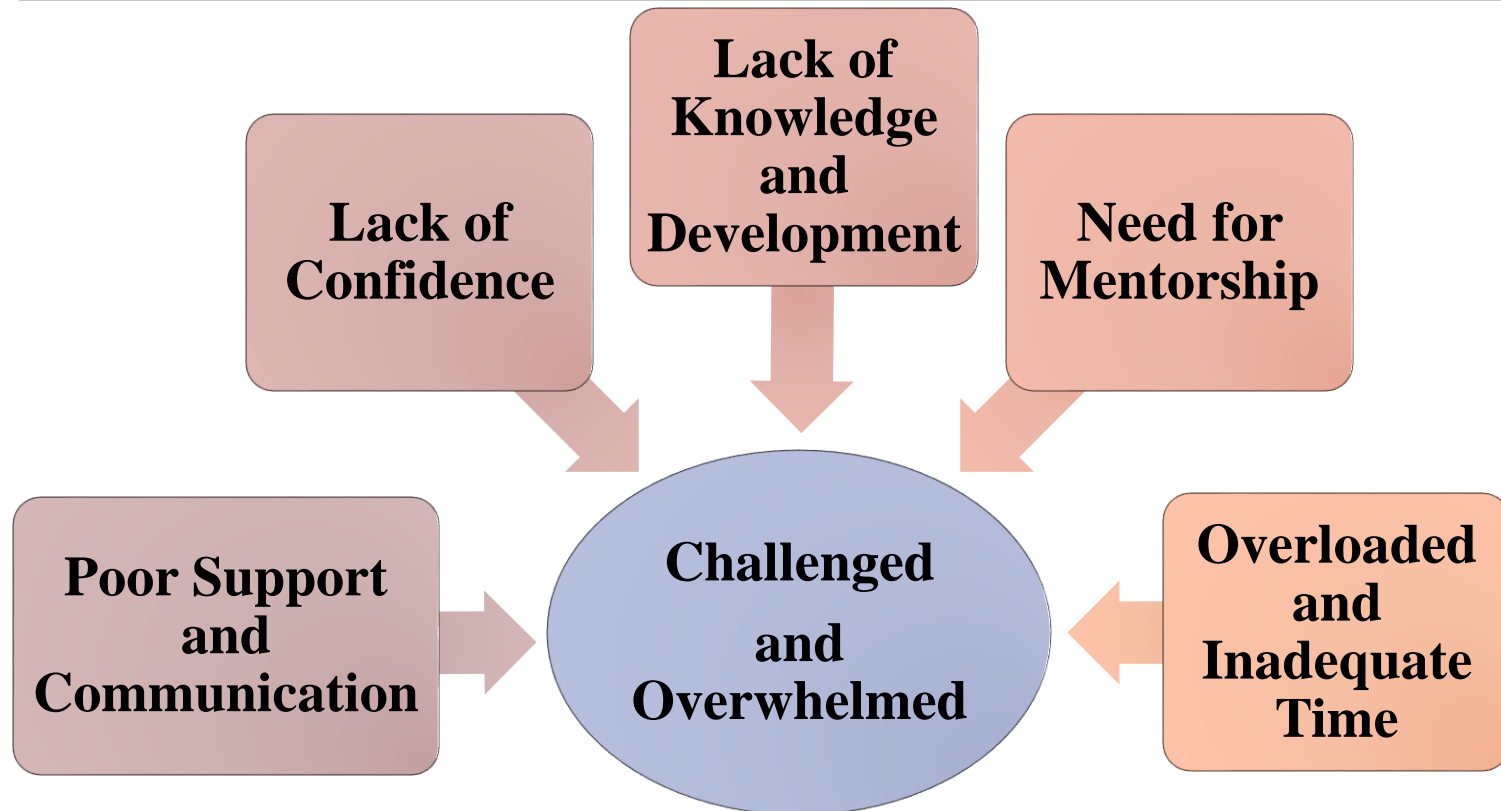 Lack of
Knowledge
and
Development
Lack of
Confidence
Need for
Mentorship
Poor Support
and
Communication
Challenged
and
Overwhelmed
Overloaded
and
Inadequate
Time